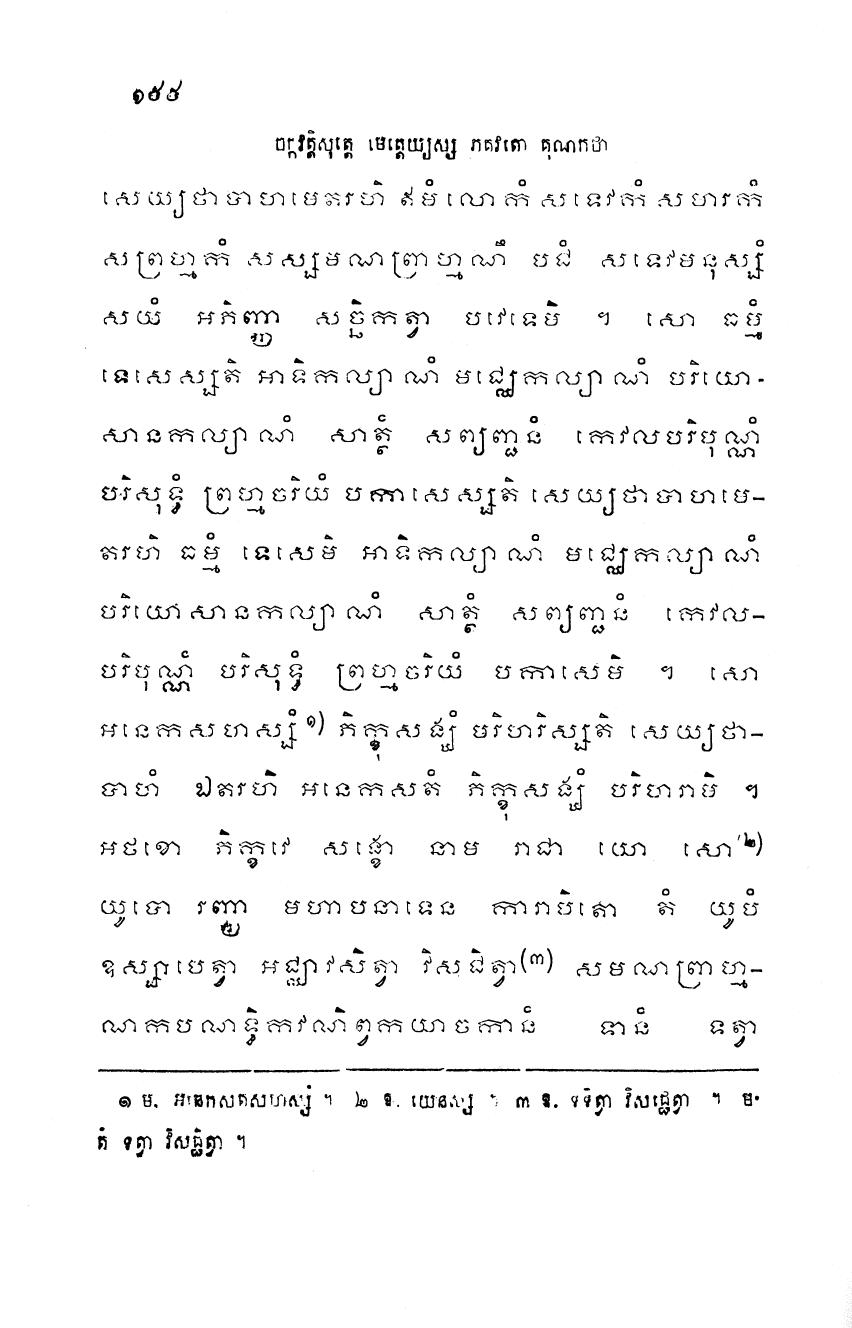 ១៩៩
ចក្កវត្តិសុត្តេ មេត្តេយ្យស្ស ភគវតោ គុណកថា
សេយ្យថាបាហមេតរហិ ឥមំ លោកំ សទេវកំ សមារកំ
សព្រហ្មកំ សស្សមណព្រាហ្មណឹ បជំ សទេវមនុស្សំ
សយំ អភិញ្ញា សច្ឆិកត្វា បវេទេមិ ។ សោ ធម្មំ
ទេសេស្សតិ អាទិកល្យាណំ មជ្ឈេកល្យាណំ បរិយោ-
សានកល្យាណំ សាត្ថំ សព្យញ្ជនំ កេវលបរិបុណ្ណំ
បរិសុទ្ធំ ព្រហ្មចរិយំ បកាសេស្សតិ សេយ្យថាបាហមេ-
តរហិ ធម្មំ ទេសេមិ អាទិកល្យាណំ មជ្ឈេកល្យាណំ
បរិយោសានកល្យាណំ សាត្ថំ សព្យញ្ជនំ កេវល-
បរិបុណ្ណំ បរិសុទ្ធំ ព្រហ្មចរិយំ បកាសេមិ ។ សោ
អនេកសហស្សំ ១) ភិក្ខុសង្ឃំ បរិហរិស្សតិ សេយ្យថា-
បាហំ ឯតរហិ អនេកសតំ ភិក្ខុសង្ឃំ បរិហរាមិ ។
អថខោ ភិក្ខវេ សង្ខោ នាម រាជា យោ សោ ២)
យូបោ រញ្ញា មហាបនាទេន ការាបិតោ តំ យូបំ
ឧស្សាបេត្វា អជ្ឈាវសិត្វា វិសជិត្វា (៣) សមណព្រាហ្ម-
ណកបណទ្ធិកវណិព្វកយាចកានំ ទានំ ទត្វា
១ ម. អនេកសតសហស្សំ ។ ២ ឱ. យេនស្ស ។ ៣ ឱ. ទទិត្វា វិសជ្ជេត្វា ។ ម.
តំ ទត្វា វិសជ្ជិត្វា ។